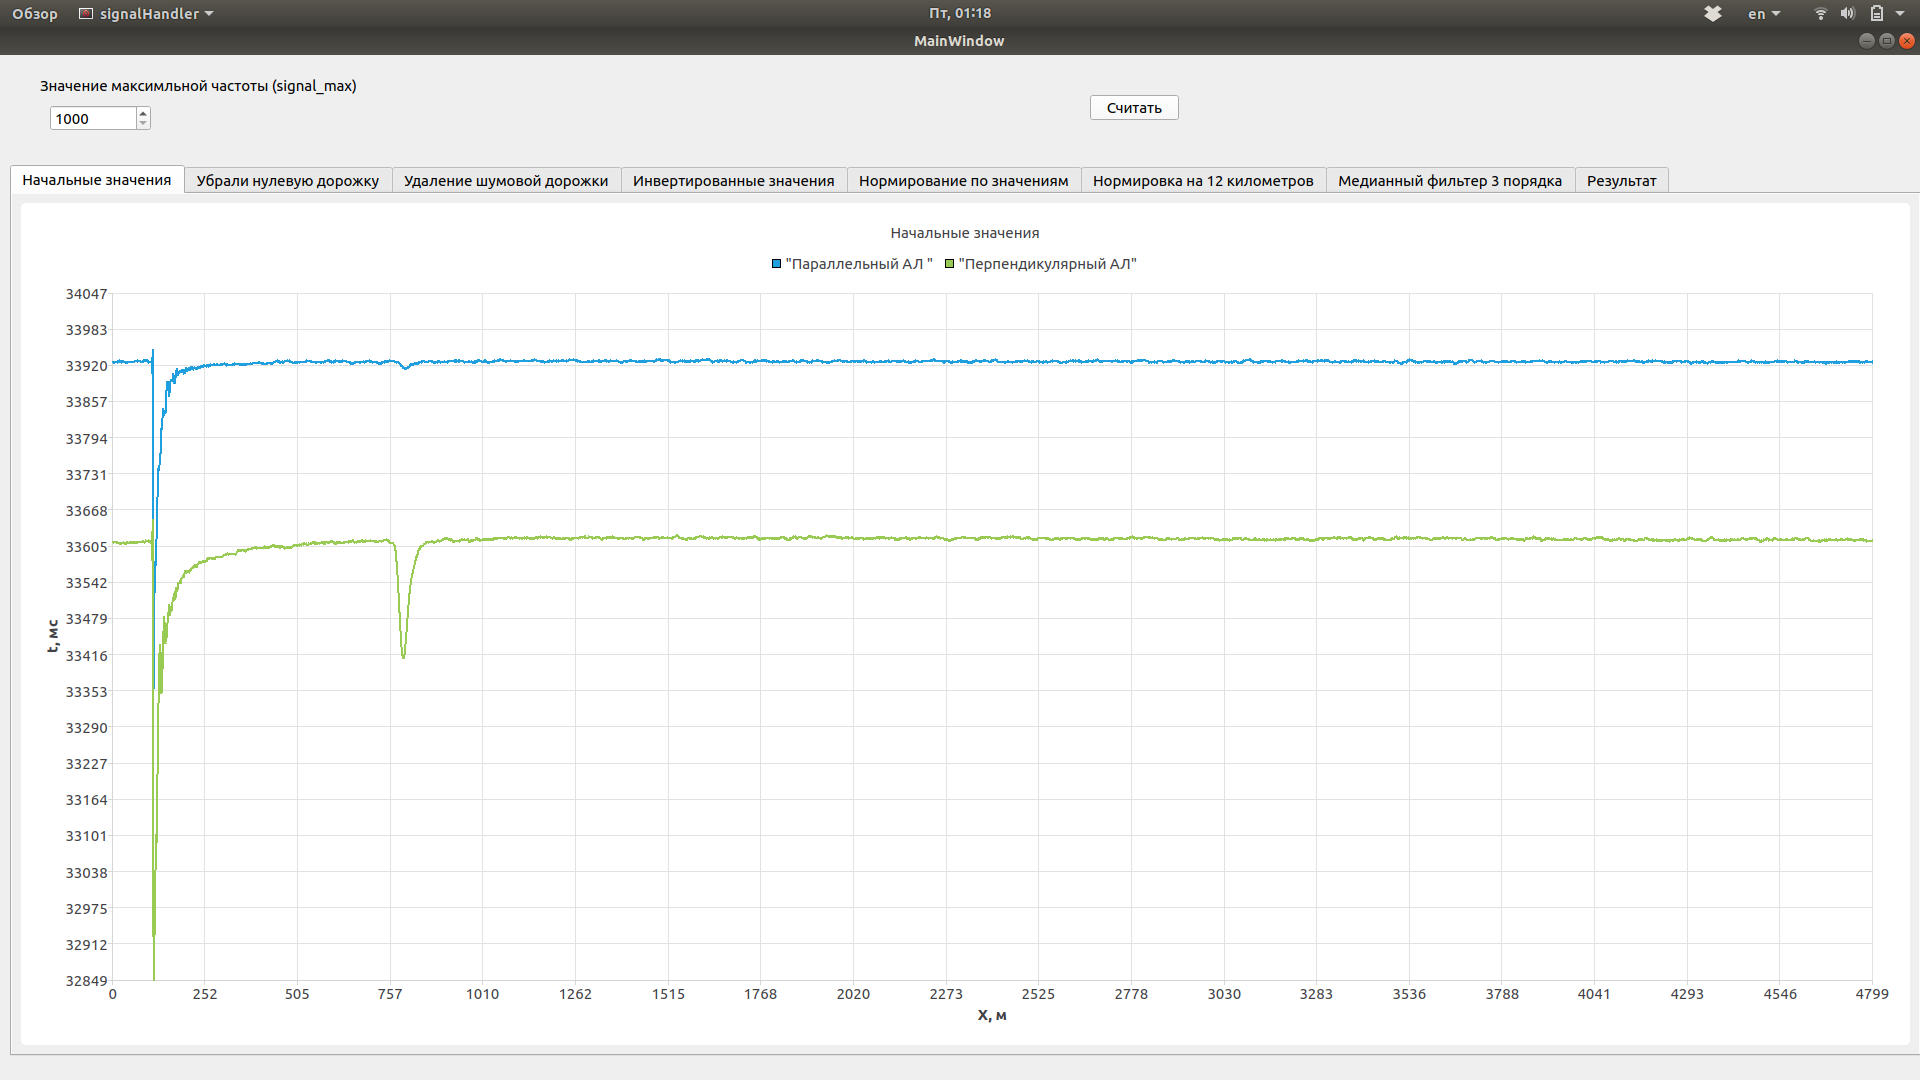 Обзор signalHandler Пт, 01:18 en
MainWindow
Значение максимльной частоты (signal_max)
1000
Считать
Начальные значения Убрали нулевую дорожку Удаление шумовой дорожки Инвертированные значения Нормирование по значениям Нормировка на 12 километров Медианный фильтр 3 порядка Результат
Начальные значения
"Параллельный АЛ " "Перпендикулярный АЛ"
34047
33983
33920
33857
33794
33731
33668
33605
33542
33479
33416
33353
33290
33227
33164
33101
33038
32975
32912
32849
t, мс
0 252 505 757 1010 1262 1515 1768 2020 2273 2525 2778 3030 3283 3536 3788 4041 4293 4546 4799
X, м